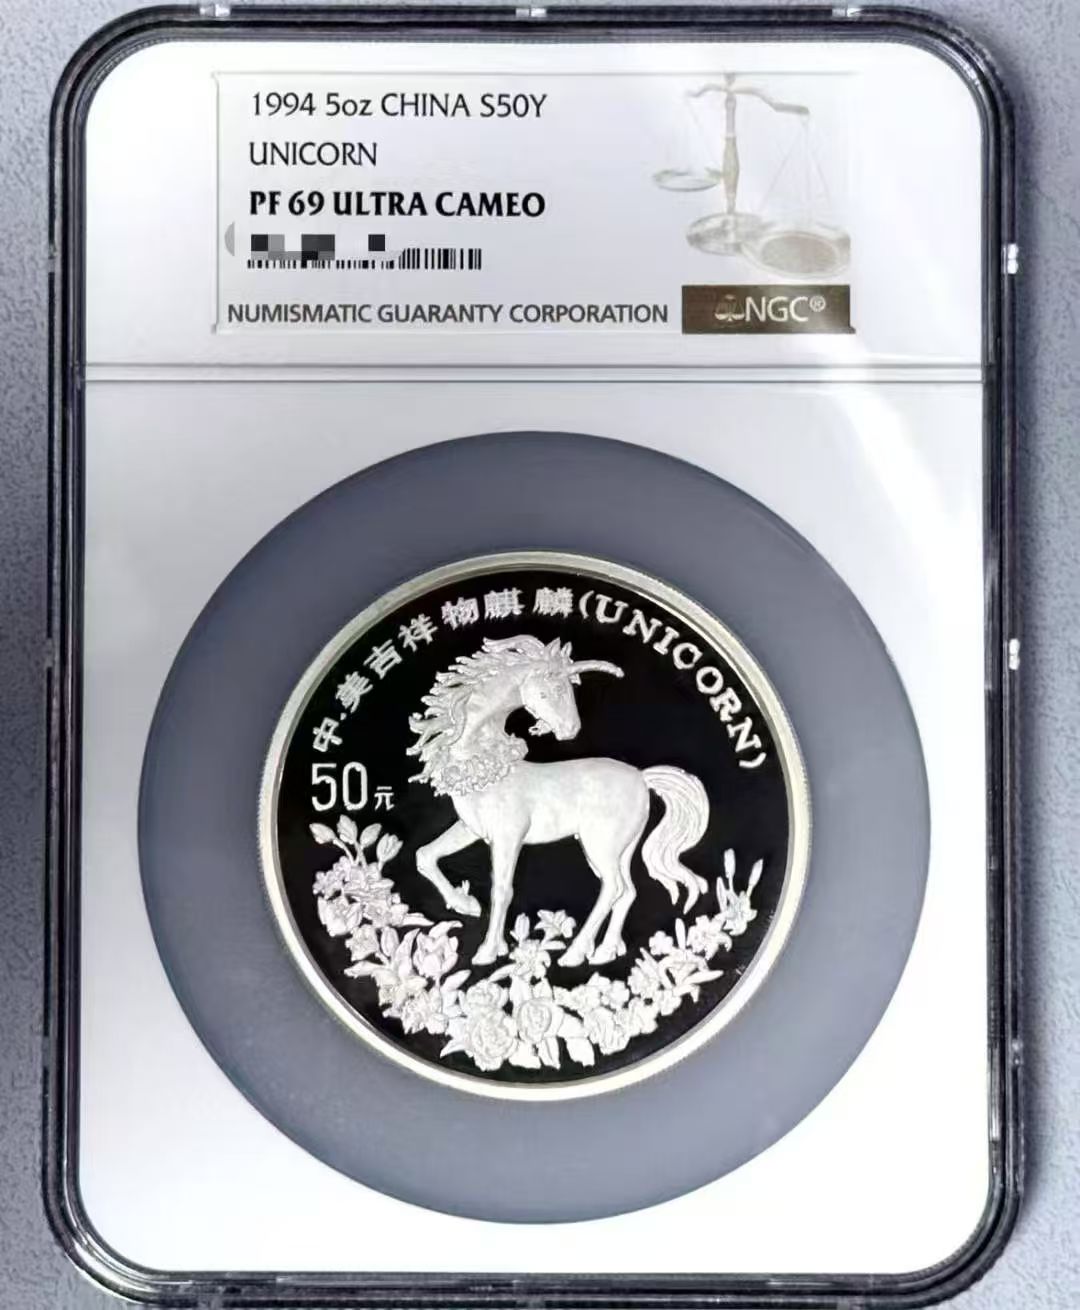 1994 5oz CHINA S50Y
UNICORN
PF 69 ULTRA CAMEO
NUMISMATIC GUARANTY CORPORATION
NGC®
中·美吉祥物麒麟(UNICORN)
50元